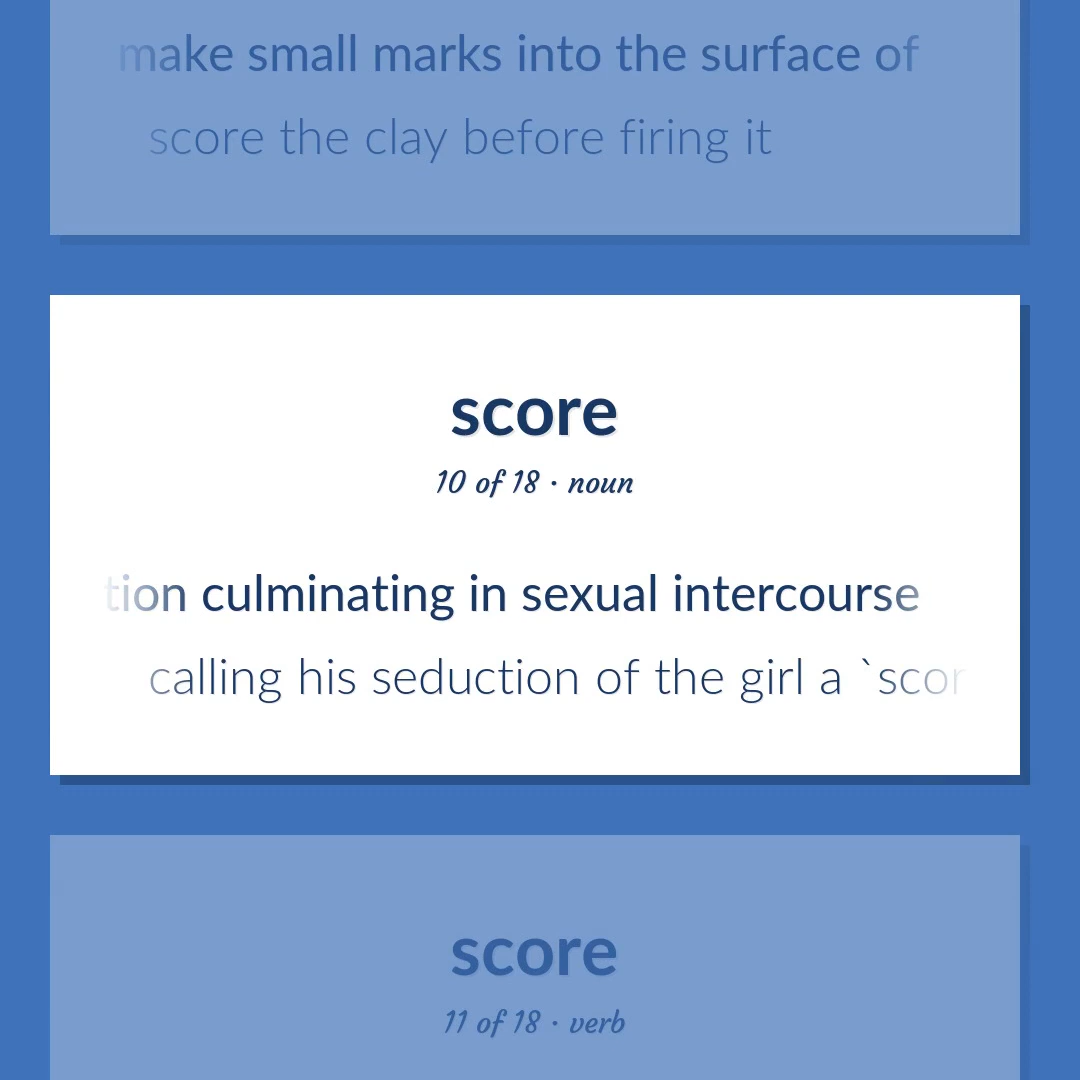 make small marks into the surface of
score the clay before firing it
score
10 of 18 · noun
tion culminating in sexual intercourse
calling his seduction of the girl a `scor
score
11 of 18 · verb